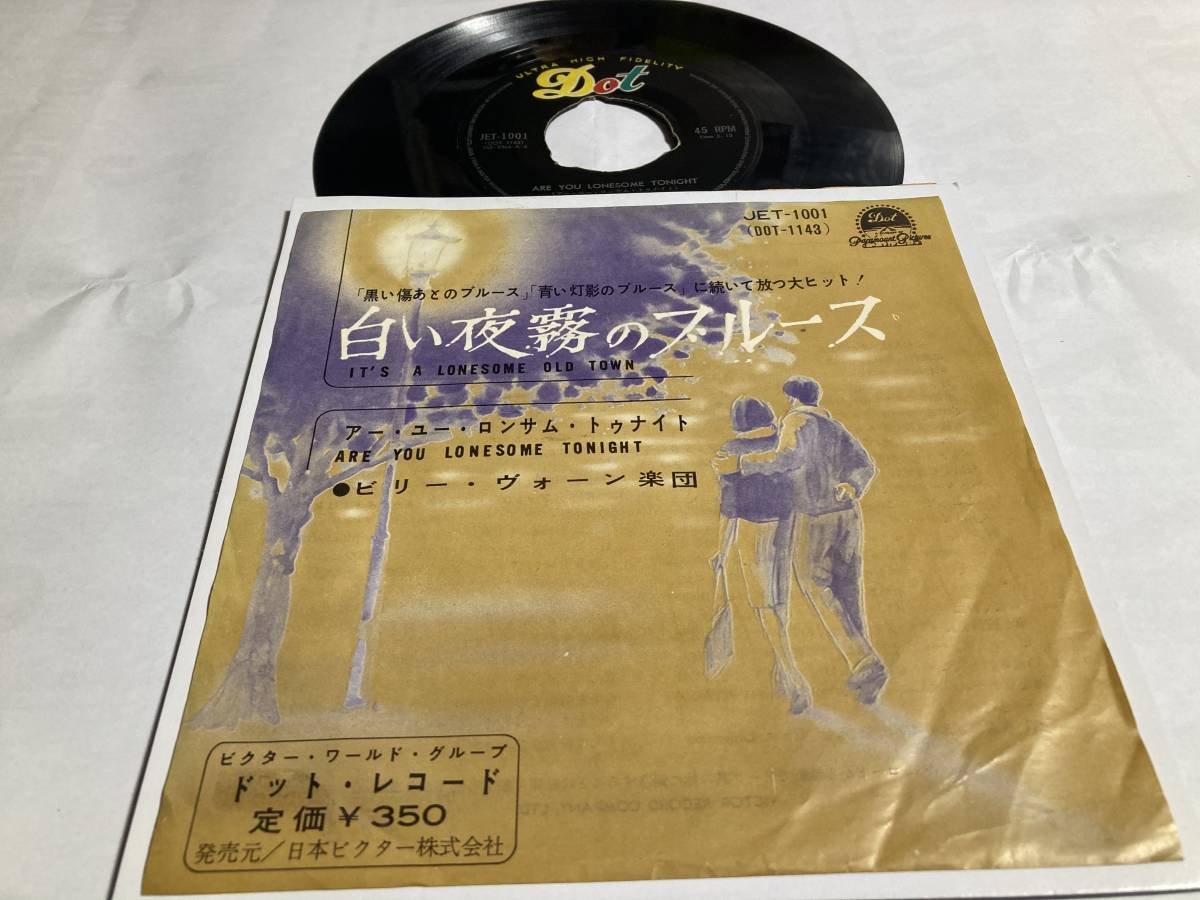 ULTRA HIGH FIDELITY
Dot
JET-1001
(DOT 1143)
45 RPM
ARE YOU LONESOME TONIGHT
JET-1001
(DOT-1143)
Dot
Paramount Pictures
「黒い傷あとのブルース」「青い灯影のブルース」に続いて放つ大ヒット!
白い夜霧のブルース
IT'S A LONESOME OLD TOWN
アー・ユー・ロンサム・トゥナイト
ARE YOU LONESOME TONIGHT
●ビリー・ヴォーン楽団
ビクター・ワールド・グループ
ドット・レコード
定価¥350
発売元/日本ビクター株式会社